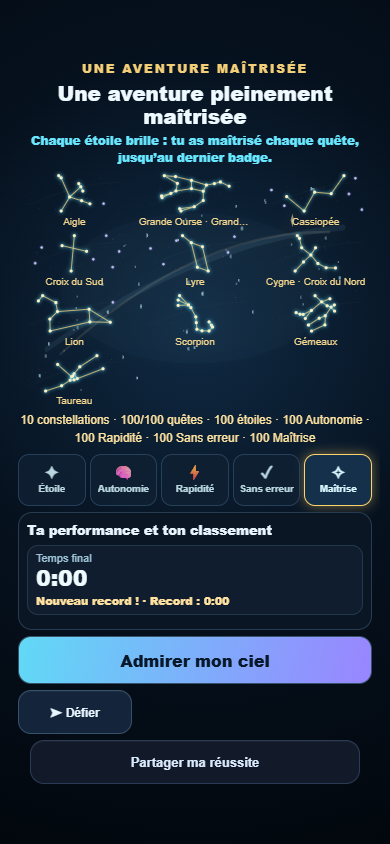 UNE AVENTURE MAÎTRISÉE
Une aventure pleinement
maîtrisée
Chaque étoile brille : tu as maîtrisé chaque quête,
jusqu'au dernier badge.
Aigle
Grande Ourse · Grand…
Cassiopée
Croix du Sud
Lyre
Cygne · Croix du Nord
Lion
Scorpion
Gémeaux
Taureau
10 constellations · 100/100 quêtes · 100 étoiles · 100 Autonomie ·
100 Rapidité · 100 Sans erreur · 100 Maîtrise
Étoile
Autonomie
Rapidité
Sans erreur
Maîtrise
Ta performance et ton classement
Temps final
0:00
Nouveau record ! · Record : 0:00
Admirer mon ciel
Défier
Partager ma réussite